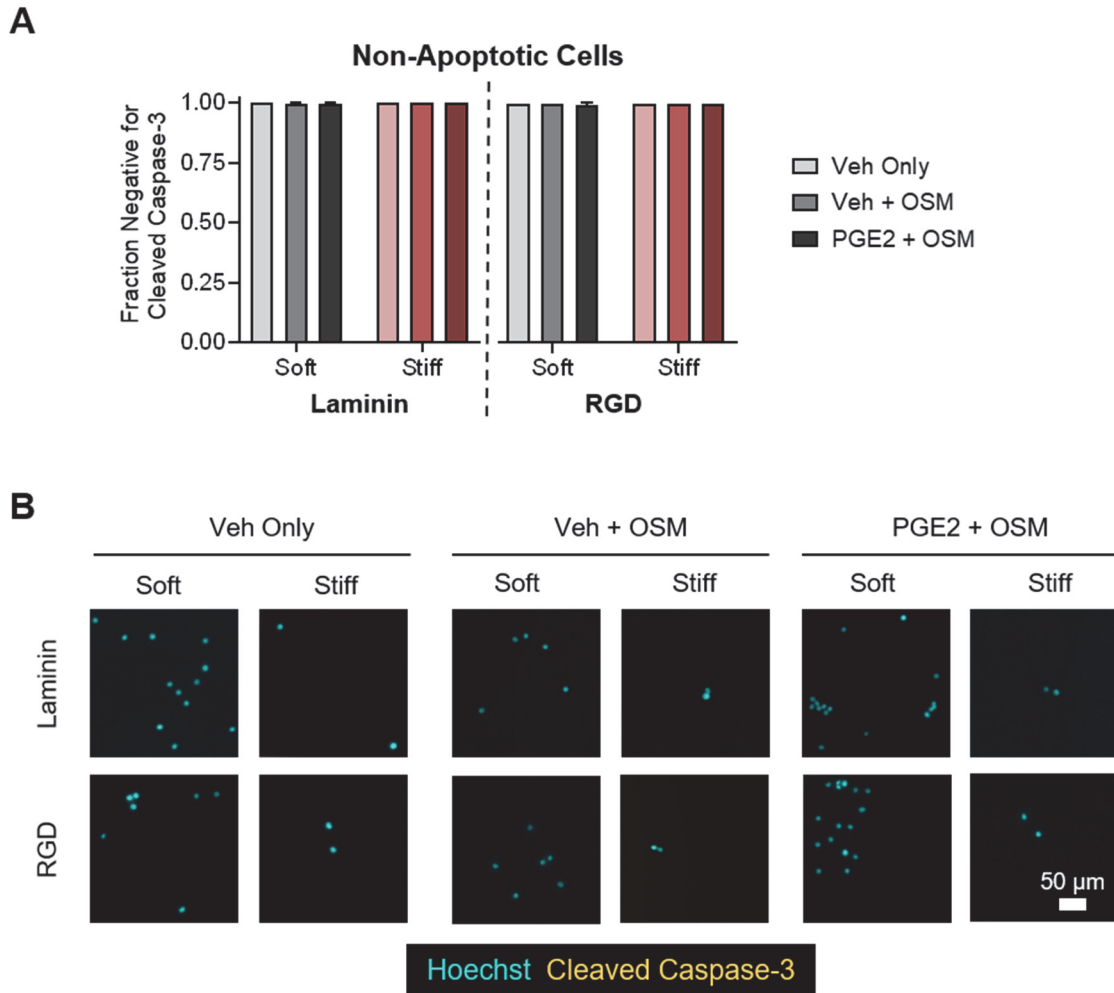 A
Non-Apoptotic Cells
Fraction Negative for
Cleaved Caspase-3
1.00
0.75
0.50
0.25
0.00
Soft
Stiff
Soft
Stiff
Laminin
RGD
Veh Only
Veh + OSM
PGE2 + OSM
B
Veh Only
Veh + OSM
PGE2 + OSM
Soft
Stiff
Soft
Stiff
Soft
Stiff
Laminin
RGD
50 μm
Hoechst Cleaved Caspase-3